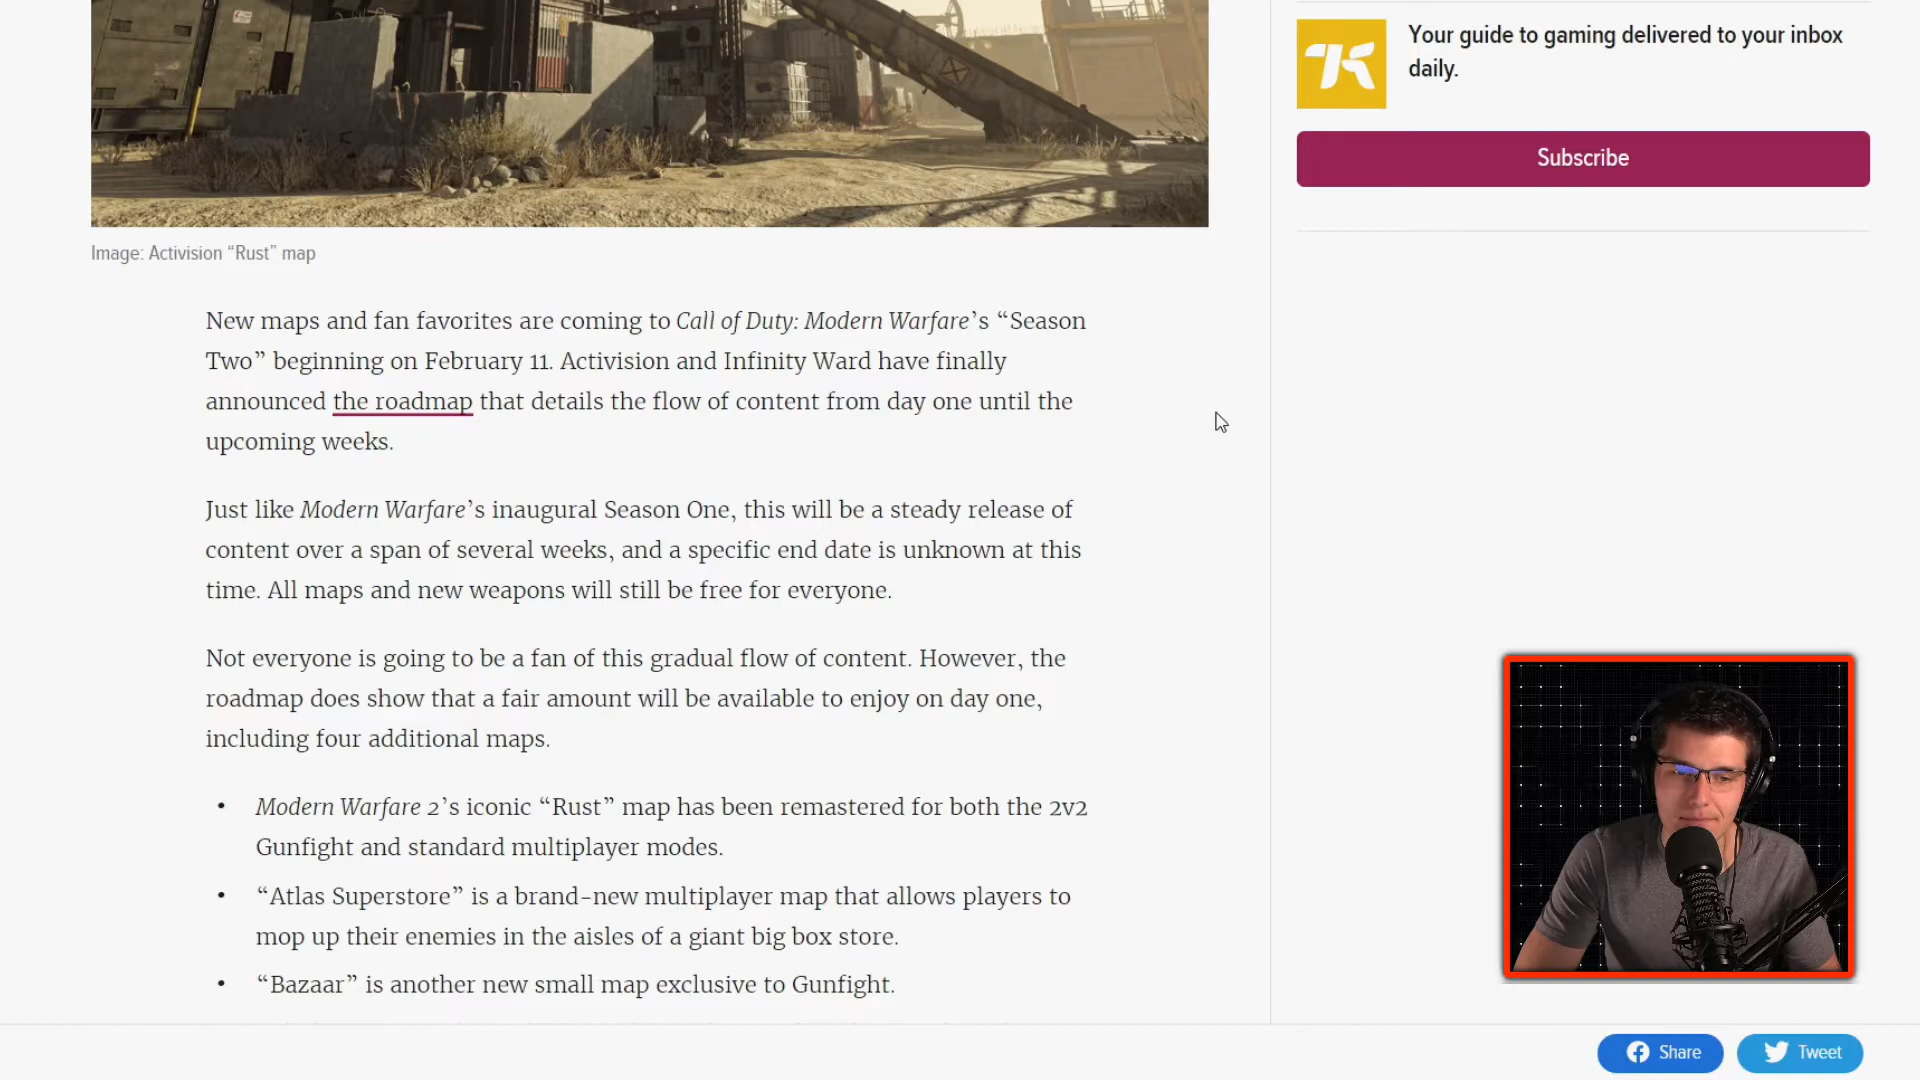 Your guide to gaming delivered to your inbox
daily.
Subscribe
Image: Activision “Rust” map
New maps and fan favorites are coming to Call of Duty: Modern Warfare’s “Season
Two” beginning on February 11. Activision and Infinity Ward have finally
announced the roadmap that details the flow of content from day one until the
upcoming weeks.
Just like Modern Warfare’s inaugural Season One, this will be a steady release of
content over a span of several weeks, and a specific end date is unknown at this
time. All maps and new weapons will still be free for everyone.
Not everyone is going to be a fan of this gradual flow of content. However, the
roadmap does show that a fair amount will be available to enjoy on day one,
including four additional maps.
• Modern Warfare 2’s iconic “Rust” map has been remastered for both the 2v2
Gunfight and standard multiplayer modes.
• “Atlas Superstore” is a brand-new multiplayer map that allows players to
mop up their enemies in the aisles of a giant big box store.
• “Bazaar” is another new small map exclusive to Gunfight.
Share
Tweet